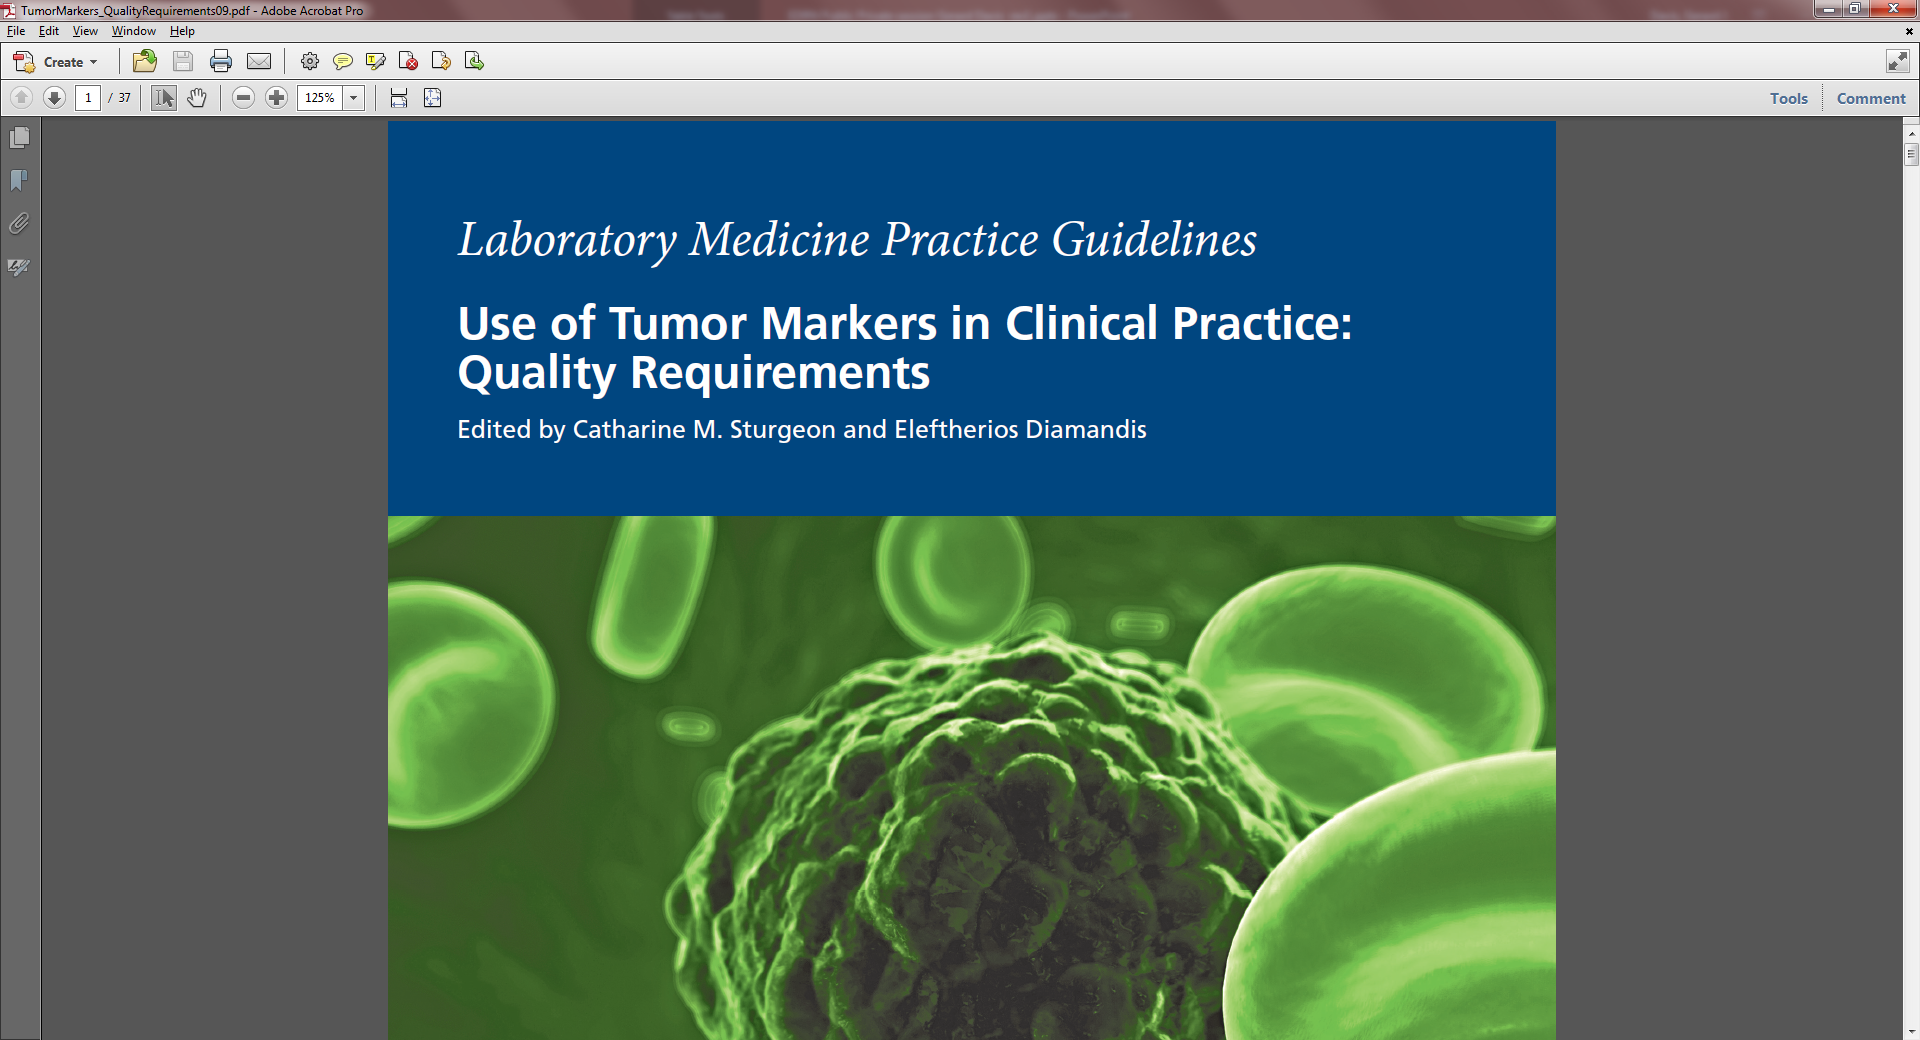 TumorMarkers_QualityRequirements09.pdf - Adobe Acrobat Pro
File Edit View Window Help
Create
1 / 37
125%
Tools Comment
Laboratory Medicine Practice Guidelines
Use of Tumor Markers in Clinical Practice:
Quality Requirements
Edited by Catharine M. Sturgeon and Eleftherios Diamandis